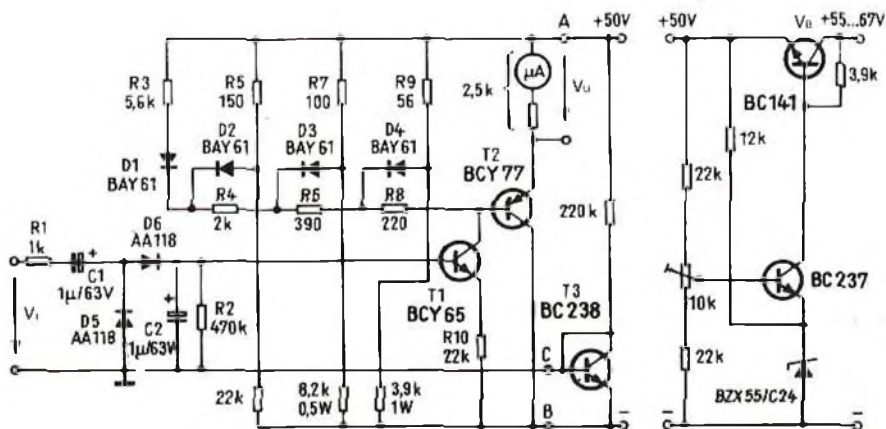 A +50V +50V VB +55...67V
R3 5,6k
R5 150
R7 100
R9 56
2,5k
µA
Vu
BC141
3,9k
D1 BAY61
D2 BAY61
D3 BAY61
D4 BAY61
T2 BCY77
12k
22k
R4 2k
R6 390
R8 220
220k
R1 1k
D6 AA118
+
C1 1µ/63V
D5 AA118
+
C2 1µ/63V
R2 470k
T1 BCY65
T3 BC238
10k
BC237
R10 22k
C
22k
8,2k 0,5W
3,9k 1W
B
22k
BZX55/C24
− − −